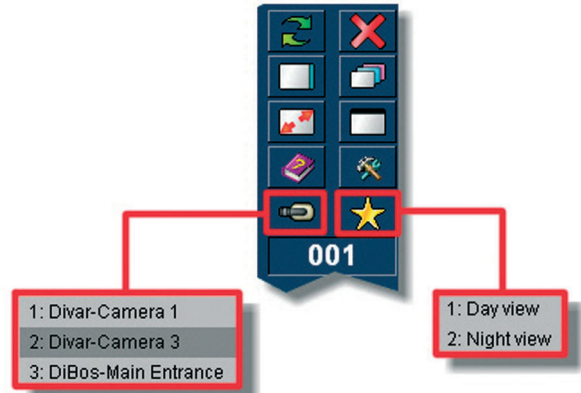 001
1: Divar-Camera 1
2: Divar-Camera 3
3: DiBos-Main Entrance
1: Day view
2: Night view